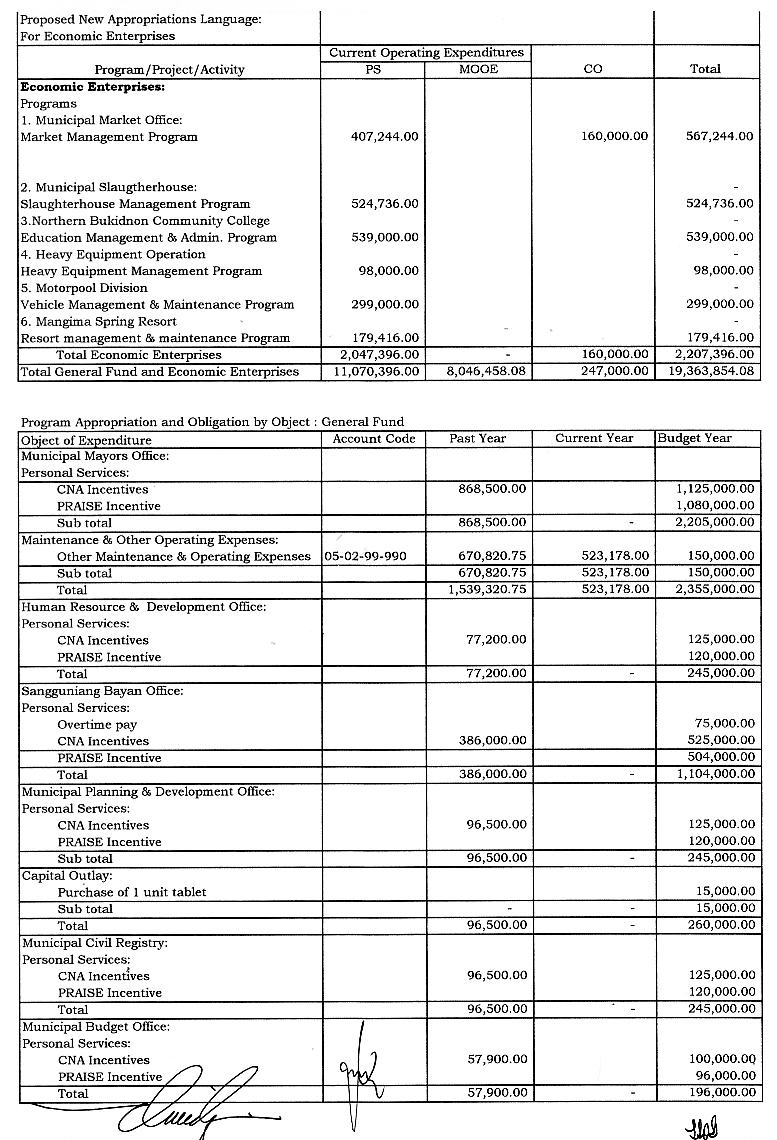 Proposed New Appropriations Language:
For Economic Enterprises
Current Operating Expenditures
Program/Project/Activity PS MOOE CO Total
Economic Enterprises:
Programs
1. Municipal Market Office:
Market Management Program 407,244.00 160,000.00 567,244.00
2. Municipal Slaugtherhouse: -
Slaughterhouse Management Program 524,736.00 524,736.00
3.Northern Bukidnon Community College -
Education Management & Admin. Program 539,000.00 539,000.00
4. Heavy Equipment Operation -
Heavy Equipment Management Program 98,000.00 98,000.00
5. Motorpool Division -
Vehicle Management & Maintenance Program 299,000.00 299,000.00
6. Mangima Spring Resort - -
Resort management & maintenance Program 179,416.00 179,416.00
Total Economic Enterprises 2,047,396.00 - 160,000.00 2,207,396.00
Total General Fund and Economic Enterprises 11,070,396.00 8,046,458.08 247,000.00 19,363,854.08
Program Appropriation and Obligation by Object : General Fund
Object of Expenditure Account Code Past Year Current Year Budget Year
Municipal Mayors Office:
Personal Services:
CNA Incentives 868,500.00 1,125,000.00
PRAISE Incentive 1,080,000.00
Sub total 868,500.00 - 2,205,000.00
Maintenance & Other Operating Expenses:
Other Maintenance & Operating Expenses 05-02-99-990 670,820.75 523,178.00 150,000.00
Sub total 670,820.75 523,178.00 150,000.00
Total 1,539,320.75 523,178.00 2,355,000.00
Human Resource & Development Office:
Personal Services:
CNA Incentives 77,200.00 125,000.00
PRAISE Incentive 120,000.00
Total 77,200.00 - 245,000.00
Sangguniang Bayan Office:
Personal Services:
Overtime pay 75,000.00
CNA Incentives 386,000.00 525,000.00
PRAISE Incentive 504,000.00
Total 386,000.00 - 1,104,000.00
Municipal Planning & Development Office:
Personal Services:
CNA Incentives 96,500.00 125,000.00
PRAISE Incentive 120,000.00
Sub total 96,500.00 - 245,000.00
Capital Outlay:
Purchase of 1 unit tablet 15,000.00
Sub total - - 15,000.00
Total 96,500.00 - 260,000.00
Municipal Civil Registry:
Personal Services:
CNA Incentives 96,500.00 125,000.00
PRAISE Incentive 120,000.00
Total 96,500.00 - 245,000.00
Municipal Budget Office:
Personal Services:
CNA Incentives 57,900.00 100,000.00
PRAISE Incentive 96,000.00
Total 57,900.00 - 196,000.00